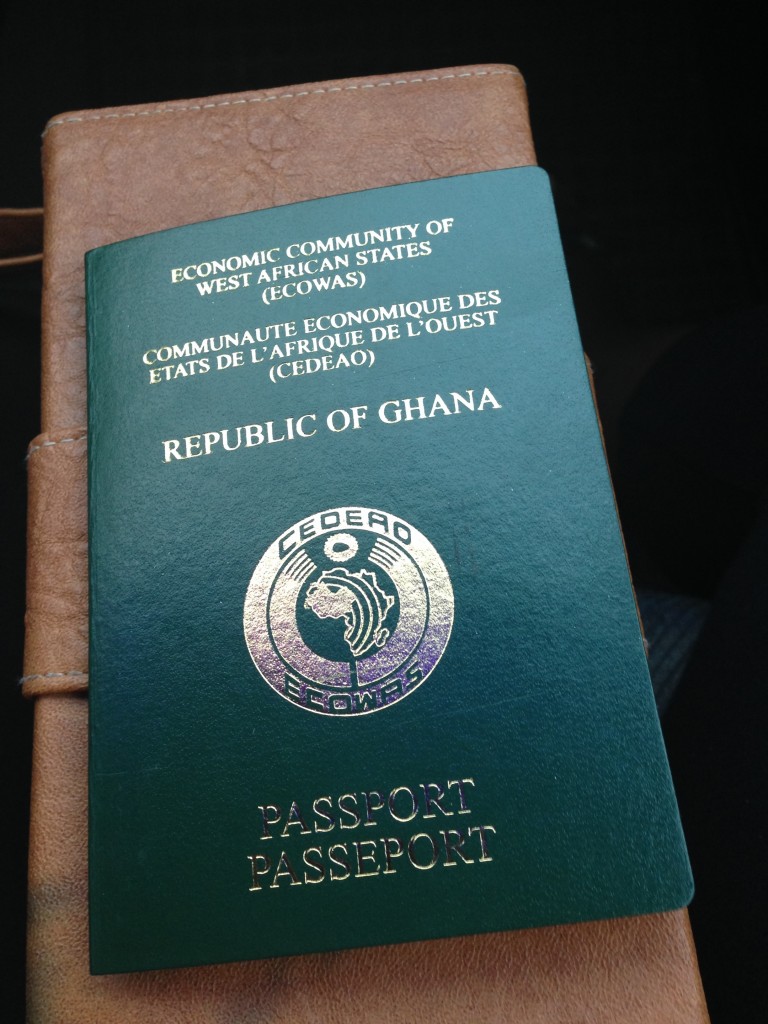 ECONOMIC COMMUNITY OF
WEST AFRICAN STATES
(ECOWAS)
COMMUNAUTE ECONOMIQUE DES
ETATS DE L'AFRIQUE DE L'OUEST
(CEDEAO)
REPUBLIC OF GHANA
CEDEAO
ECOWAS
PASSPORT
PASSEPORT